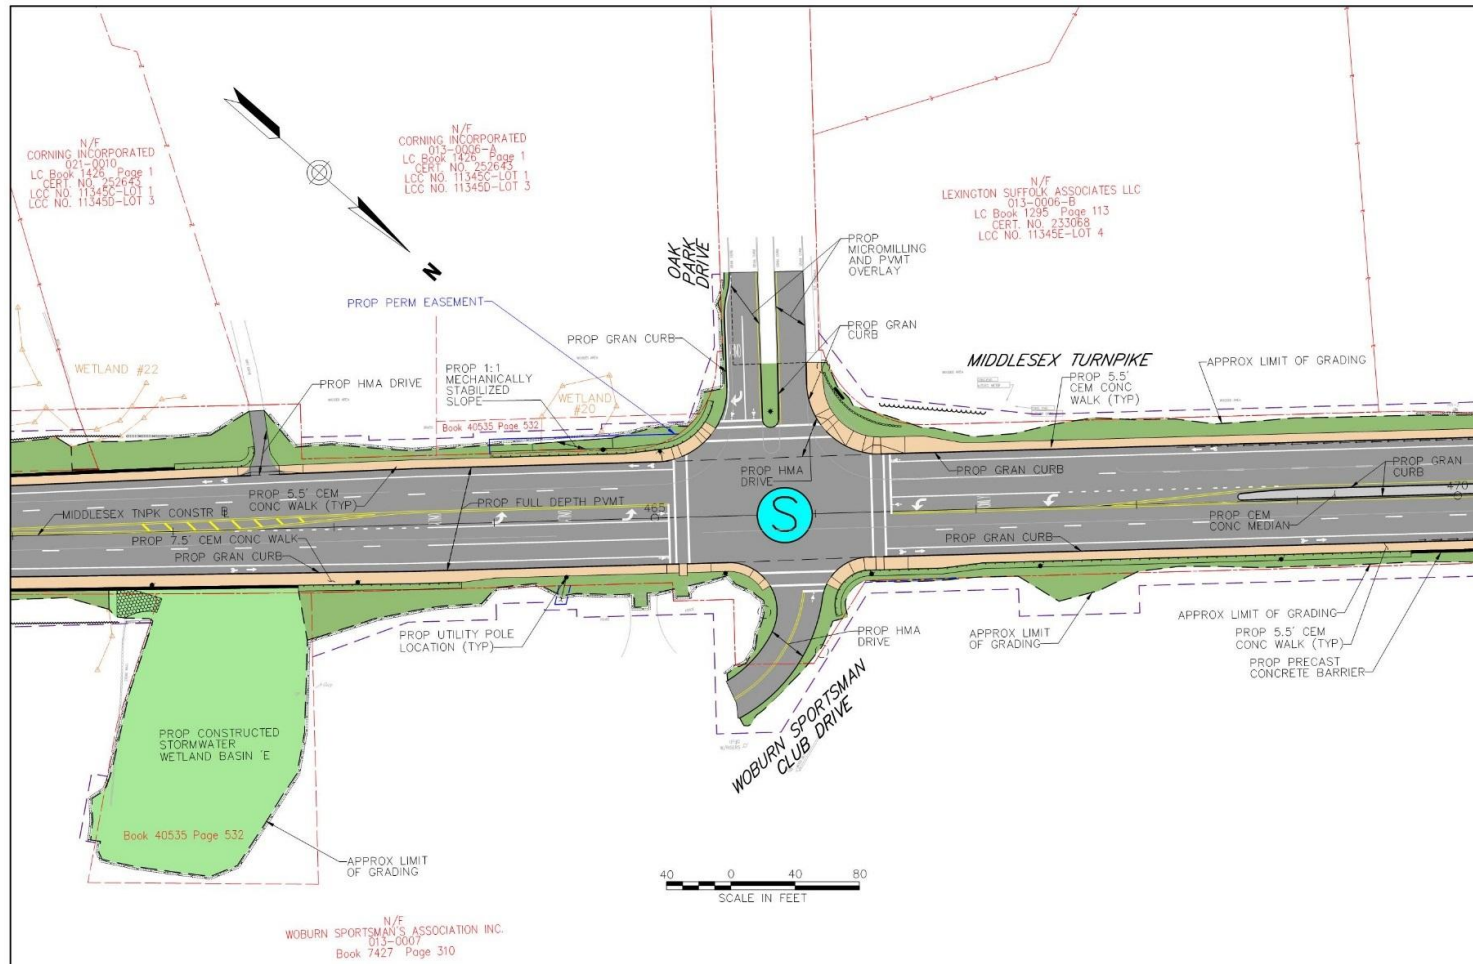 N/F
CORNING INCORPORATED
021-0010
LC Book 1426 Page 1
CERT. NO. 252643
LCC NO. 11345C-LOT 1
LCC NO. 11345D-LOT 3
N/F
CORNING INCORPORATED
013-0006-A
LC Book 1426 Page 1
CERT. NO. 252643
LCC NO. 11345C-LOT 1
LCC NO. 11345D-LOT 3
N/F
LEXINGTON SUFFOLK ASSOCIATES LLC
013-0006-B
LC Book 1295 Page 113
CERT. NO. 233068
LCC NO. 11345E-LOT 4
N
OAK
PARK
DRIVE
PROP
MICROMILLING
AND PVMT
OVERLAY
PROP PERM EASEMENT
PROP GRAN CURB
PROP GRAN
CURB
MIDDLESEX TURNPIKE
APPROX LIMIT OF GRADING
WETLAND #22
PROP HMA DRIVE
PROP 1:1
MECHANICALLY
STABILIZED
SLOPE
WETLAND
#20
Book 40535 Page 532
PROP 5.5'
CEM CONC
WALK (TYP)
PROP HMA
DRIVE
PROP GRAN CURB
PROP GRAN
CURB
470
PROP 5.5' CEM
CONC WALK (TYP)
PROP FULL DEPTH PVMT
465
MIDDLESEX TNPK CONSTR B
S
PROP CEM
CONC MEDIAN
PROP 7.5' CEM CONC WALK
PROP GRAN CURB
PROP GRAN CURB
PROP UTILITY POLE
LOCATION (TYP)
PROP HMA
DRIVE
APPROX LIMIT
OF GRADING
APPROX LIMIT OF GRADING
PROP 5.5' CEM
CONC WALK (TYP)
PROP PRECAST
CONCRETE BARRIER
WOBURN SPORTSMAN
CLUB DRIVE
PROP CONSTRUCTED
STORMWATER
WETLAND BASIN 'E
Book 40535 Page 532
APPROX LIMIT
OF GRADING
40 0 40 80
SCALE IN FEET
N/F
WOBURN SPORTSMAN'S ASSOCIATION INC.
013-0007
Book 7427 Page 310